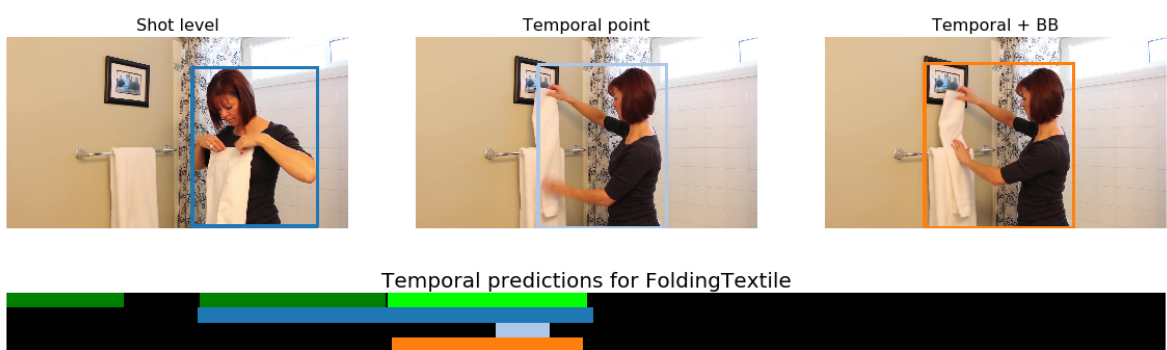 Shot level
Temporal point
Temporal + BB
Temporal predictions for FoldingTextile